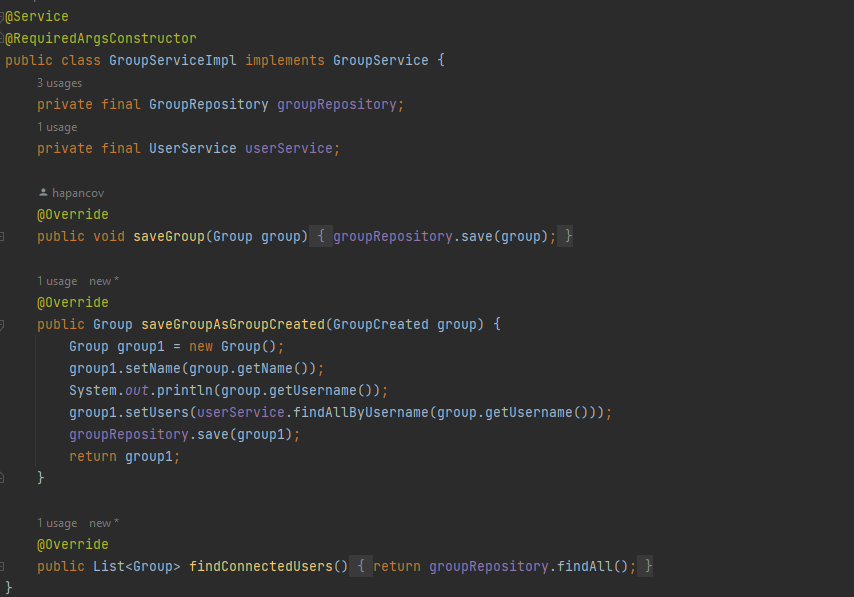 @Service
@RequiredArgsConstructor
public class GroupServiceImpl implements GroupService {
3 usages
private final GroupRepository groupRepository;
1 usage
private final UserService userService;
hapancov
@Override
public void saveGroup(Group group) { groupRepository.save(group); }
1 usage new *
@Override
public Group saveGroupAsGroupCreated(GroupCreated group) {
Group group1 = new Group();
group1.setName(group.getName());
System.out.println(group.getUsername());
group1.setUsers(userService.findAllByUsername(group.getUsername()));
groupRepository.save(group1);
return group1;
}
1 usage new *
@Override
public List<Group> findConnectedUsers() { return groupRepository.findAll(); }
}